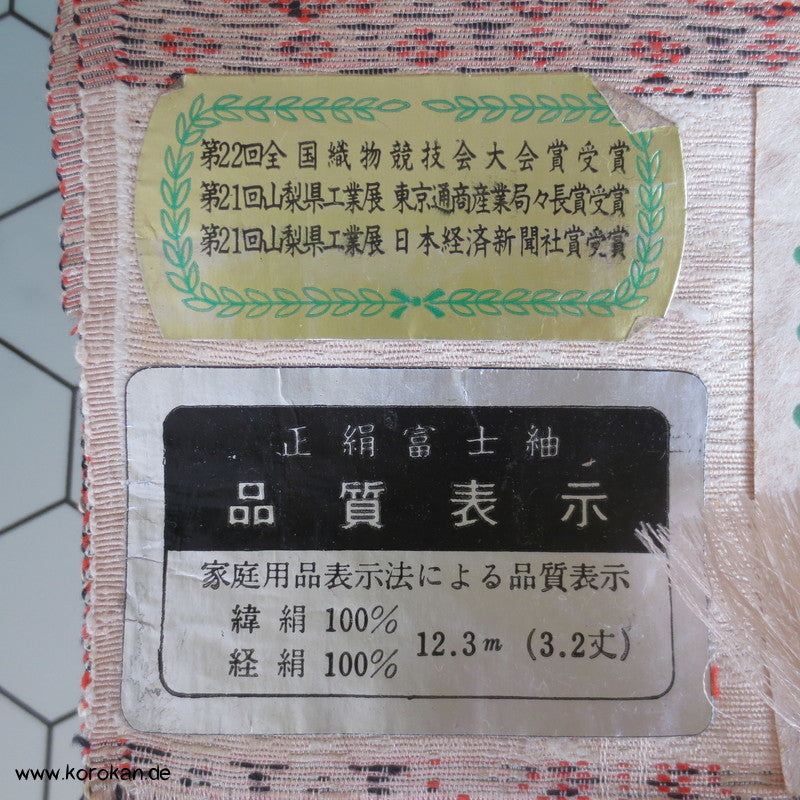 第22回全国織物競技会大会賞受賞
第21回山梨県工業展 東京通商産業局々長賞受賞
第21回山梨県工業展 日本経済新聞社賞受賞
正絹富士紬
品質表示
家庭用品表示法による品質表示
緯絹 100%
経絹 100%
12.3m (3.2丈)
www.korokan.de